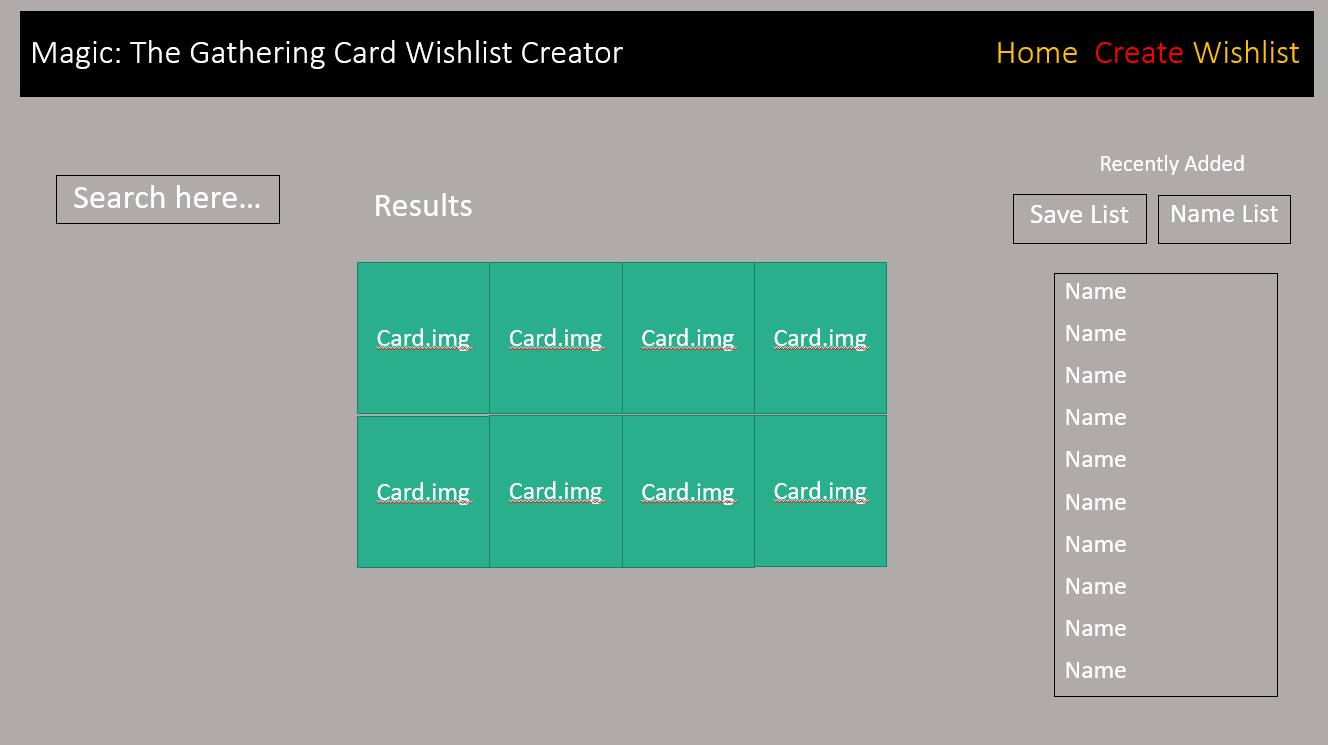 Magic: The Gathering Card Wishlist Creator
Home Create Wishlist
Search here...
Results
Card.img Card.img Card.img Card.img
Card.img Card.img Card.img Card.img
Recently Added
Save List Name List
Name
Name
Name
Name
Name
Name
Name
Name
Name
Name